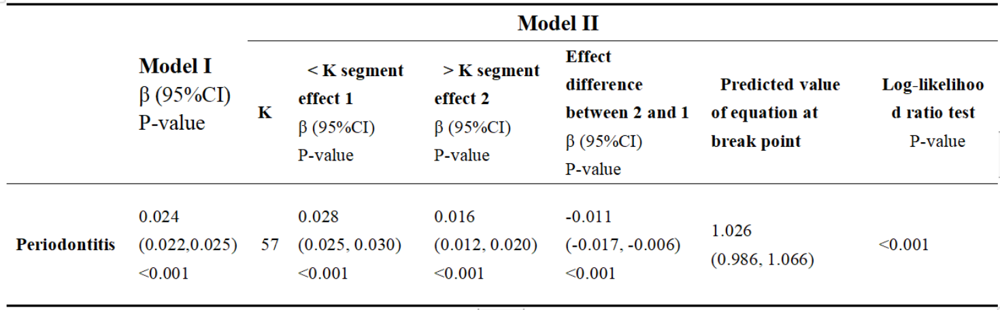 Model II
Model I
β (95%CI)
P-value
K
< K segment
effect 1
β (95%CI)
P-value
> K segment
effect 2
β (95%CI)
P-value
Effect
difference
between 2 and 1
β (95%CI)
P-value
Predicted value
of equation at
break point
Log-likelihoo
d ratio test
P-value
Periodontitis
0.024
(0.022,0.025)
<0.001
57
0.028
(0.025, 0.030)
<0.001
0.016
(0.012, 0.020)
<0.001
-0.011
(-0.017, -0.006)
<0.001
1.026
(0.986, 1.066)
<0.001